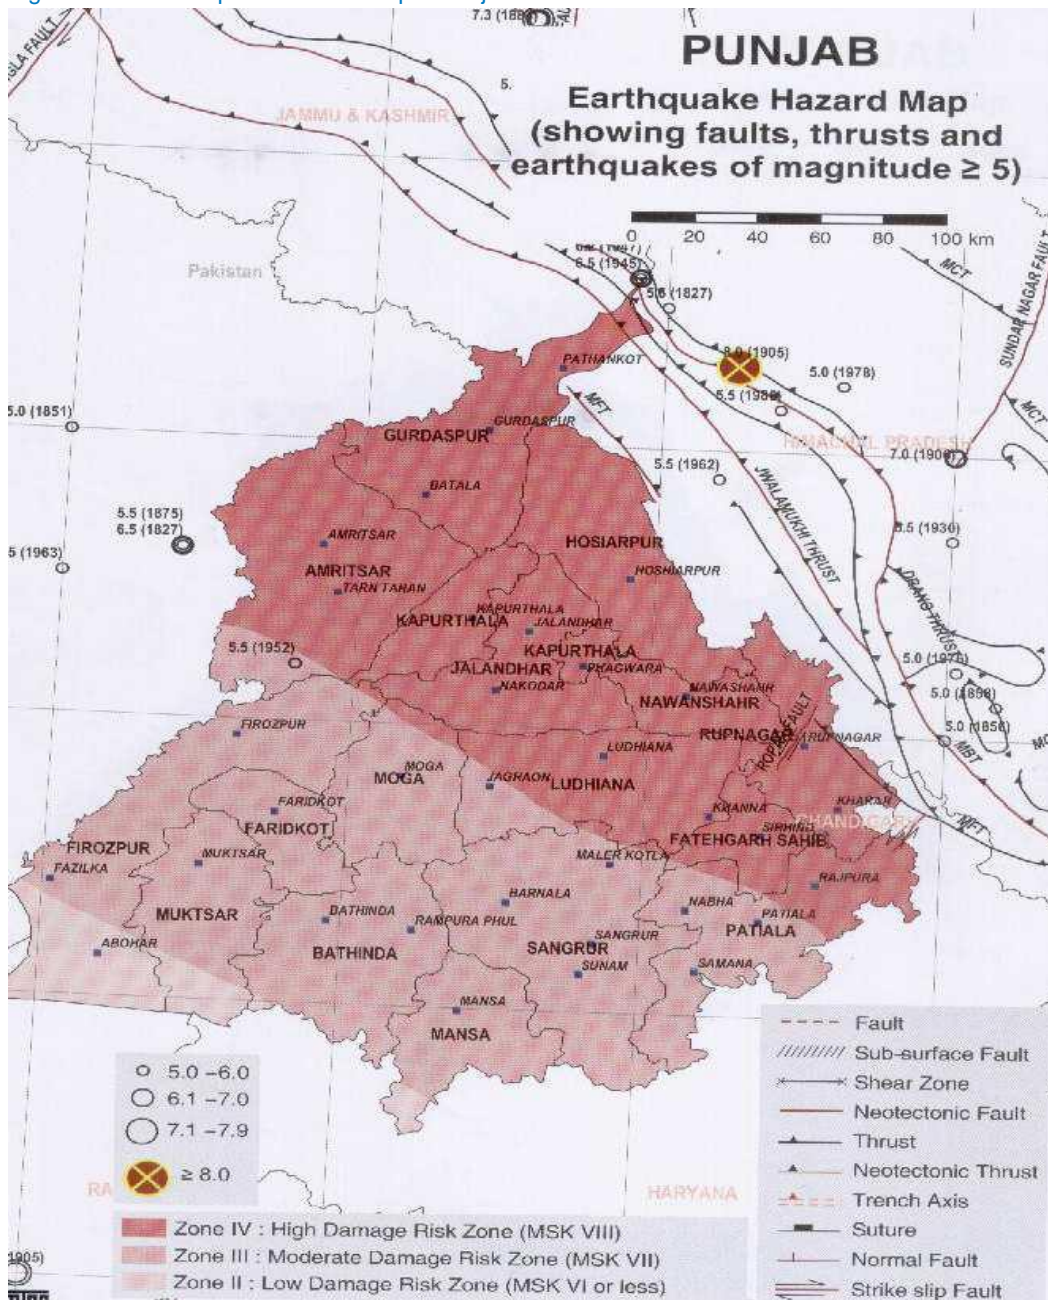 7.3 (188
GLA FAULT
PUNJAB
Earthquake Hazard Map
(showing faults, thrusts and
earthquakes of magnitude ≥ 5)
5.
JAMMU & KASHMIR
0 20 40 60 80 100 km
Pakistan
MCT
SUNDAR NAGAR FAULT
6.5 (1945)
5.6 (1827)
8.0 (1905)
PATHANKOT
5.0 (1978)
MFT
MCT
5.0 (1851)
GURDASPUR
GURDASPUR
HIMACHAL PRADESH
7.0 (1906)
5.5 (1962)
JWALAMUKHI THRUST
BATALA
5.5 (1875)
6.5 (1827)
5.5 (1930)
AMRITSAR
HOSIARPUR
5 (1963)
AMRITSAR
HOSHIARPUR
TARN TAHAN
DRANG THRUST
KAPURTHALA
KAPURTHALA
JALANDHAR
5.5 (1952)
KAPURTHALA
JALANDHAR
PHAGWARA
NAKODAR
NAWASHAHR
NAWANSHAHR
5.0 (1856)
FIROZPUR
RUPNAGAR
RUPNAGAR
FAULT
MBT
LUDHIANA
MOGA
MOGA
JAGRAON
LUDHIANA
FARIDKOT
FARIDKOT
KHANNA
KHARAR
CHANDIGARH
MFT
SIRHIND
FATEHGARH SAHIB
FIROZPUR
MUKTSAR
MALER KOTLA
FAZILKA
RAJPURA
BARNALA
NABHA
MUKTSAR
BATHINDA
RAMPURA PHUL
PATIALA
PATIALA
ABOHAR
BATHINDA
SANGRUR
SANGRUR
SUNAM
SAMANA
MANSA
MANSA
Fault
Sub-surface Fault
Shear Zone
Neotectonic Fault
Thrust
Neotectonic Thrust
Trench Axis
Suture
Normal Fault
Strike slip Fault
5.0 –6.0
6.1 –7.0
7.1 –7.9
≥ 8.0
RA
HARYANA
Zone IV : High Damage Risk Zone (MSK VIII)
Zone III : Moderate Damage Risk Zone (MSK VII)
Zone II : Low Damage Risk Zone (MSK VI or less)
1905)